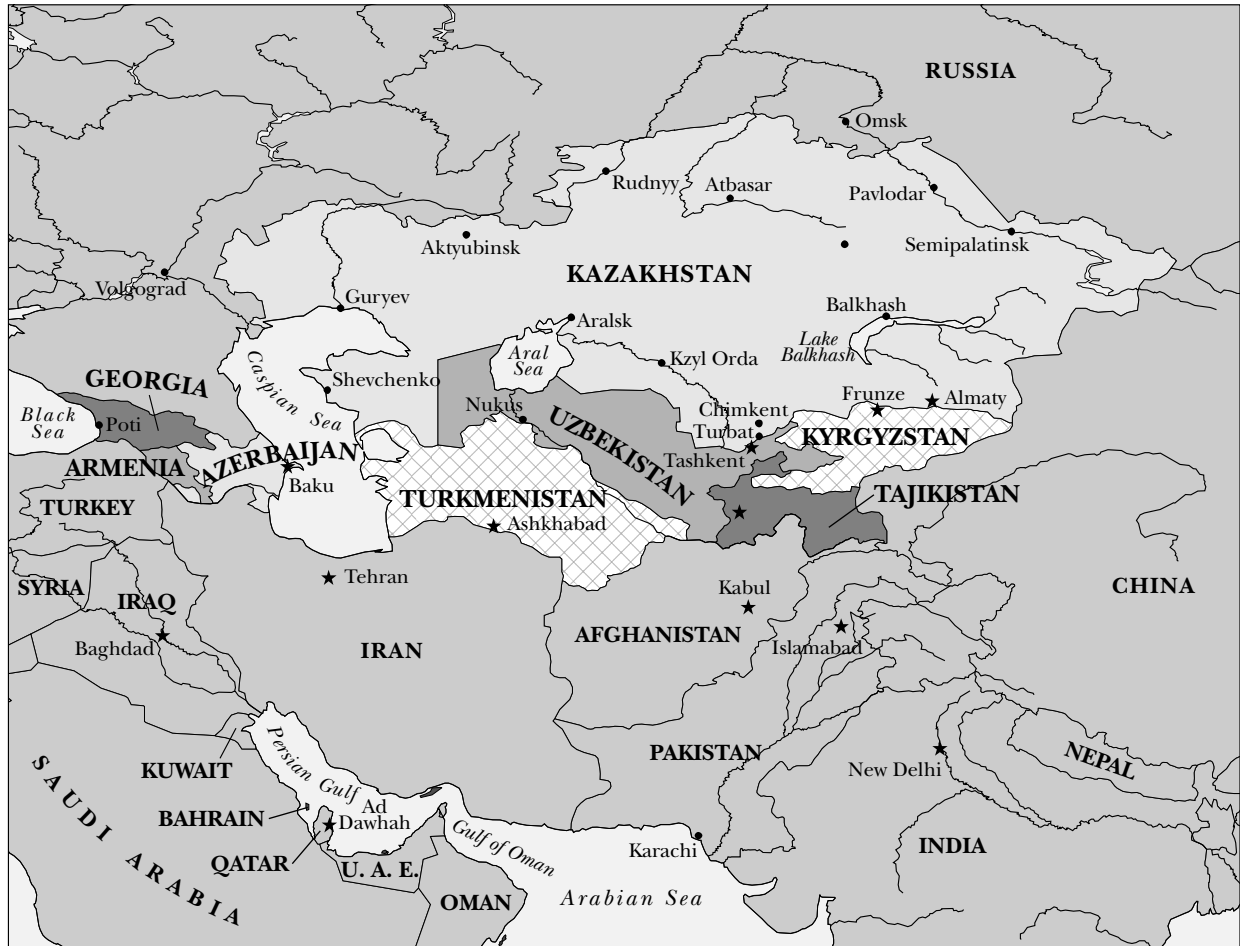 RUSSIA
Omsk
Rudnyy
Atbasar
Pavlodar
Aktyubinsk
Semipalatinsk
KAZAKHSTAN
Volgograd
Guryev
Balkhash
Aralsk
Lake
Balkhash
Aral
Sea
Kzyl Orda
Caspian Sea
GEORGIA
Shevchenko
Frunze
Almaty
Black
Sea
Poti
Nukus
UZBEKISTAN
Chimkent
Turbat
KYRGYZSTAN
Tashkent
ARMENIA
AZERBAIJAN
Baku
TURKMENISTAN
TAJIKISTAN
TURKEY
Ashkhabad
Tehran
SYRIA
IRAQ
Kabul
CHINA
Baghdad
IRAN
AFGHANISTAN
Islamabad
Persian Gulf
PAKISTAN
NEPAL
KUWAIT
New Delhi
SAUDI ARABIA
BAHRAIN
Ad
Dawhah
Gulf of Oman
QATAR
U. A. E.
Karachi
INDIA
OMAN
Arabian Sea